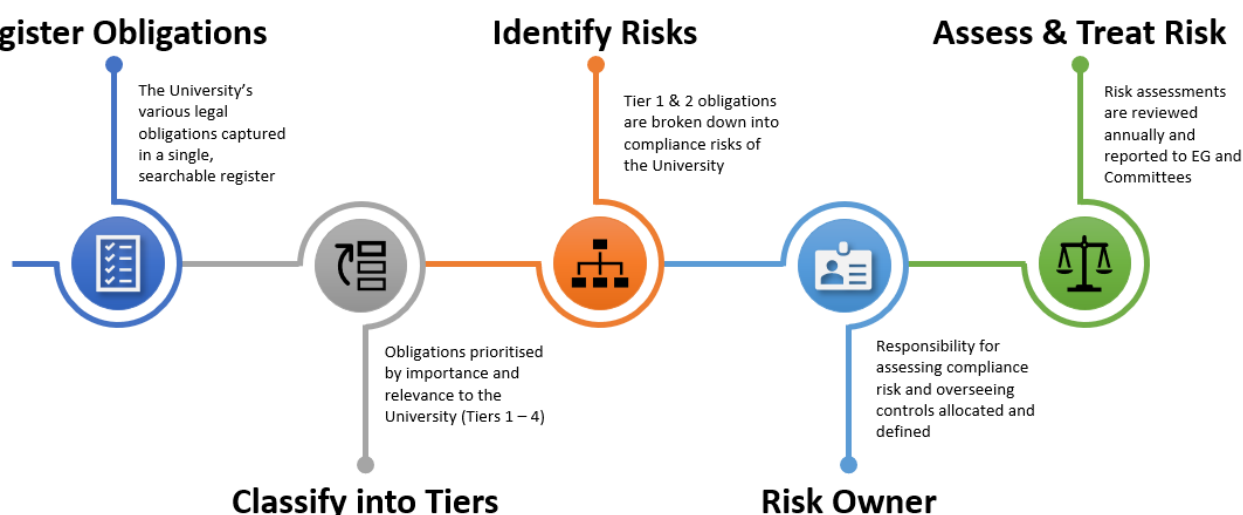 gister Obligations
The University's
various legal
obligations captured
in a single,
searchable register
Classify into Tiers
Obligations prioritised
by importance and
relevance to the
University (Tiers 1 – 4)
Identify Risks
Tier 1 & 2 obligations
are broken down into
compliance risks of
the University
Risk Owner
Responsibility for
assessing compliance
risk and overseeing
controls allocated and
defined
Assess & Treat Risk
Risk assessments
are reviewed
annually and
reported to EG and
Committees